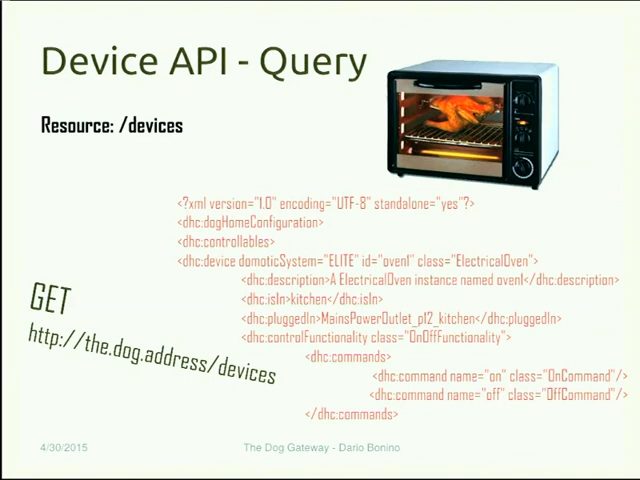 Device API - Query
Resource: /devices
<?xml version="1.0" encoding="UTF-8" standalone="yes"?>
<dhc:dogHomeConfiguration>
<dhc:controllables>
<dhc:device domoticSystem="ELITE" id="oven1" class="ElectricalOven">
<dhc:description>A ElectricalOven instance named oven1</dhc:description>
<dhc:isIn>kitchen</dhc:isIn>
<dhc:pluggedIn>MainsPowerOutlet_p12_kitchen</dhc:pluggedIn>
<dhc:controlFunctionality class="OnOffFunctionality">
<dhc:commands>
<dhc:command name="on" class="OnCommand"/>
<dhc:command name="off" class="OffCommand"/>
</dhc:commands>
GET
http://the.dog.address/devices
4/30/2015
The Dog Gateway - Dario Bonino